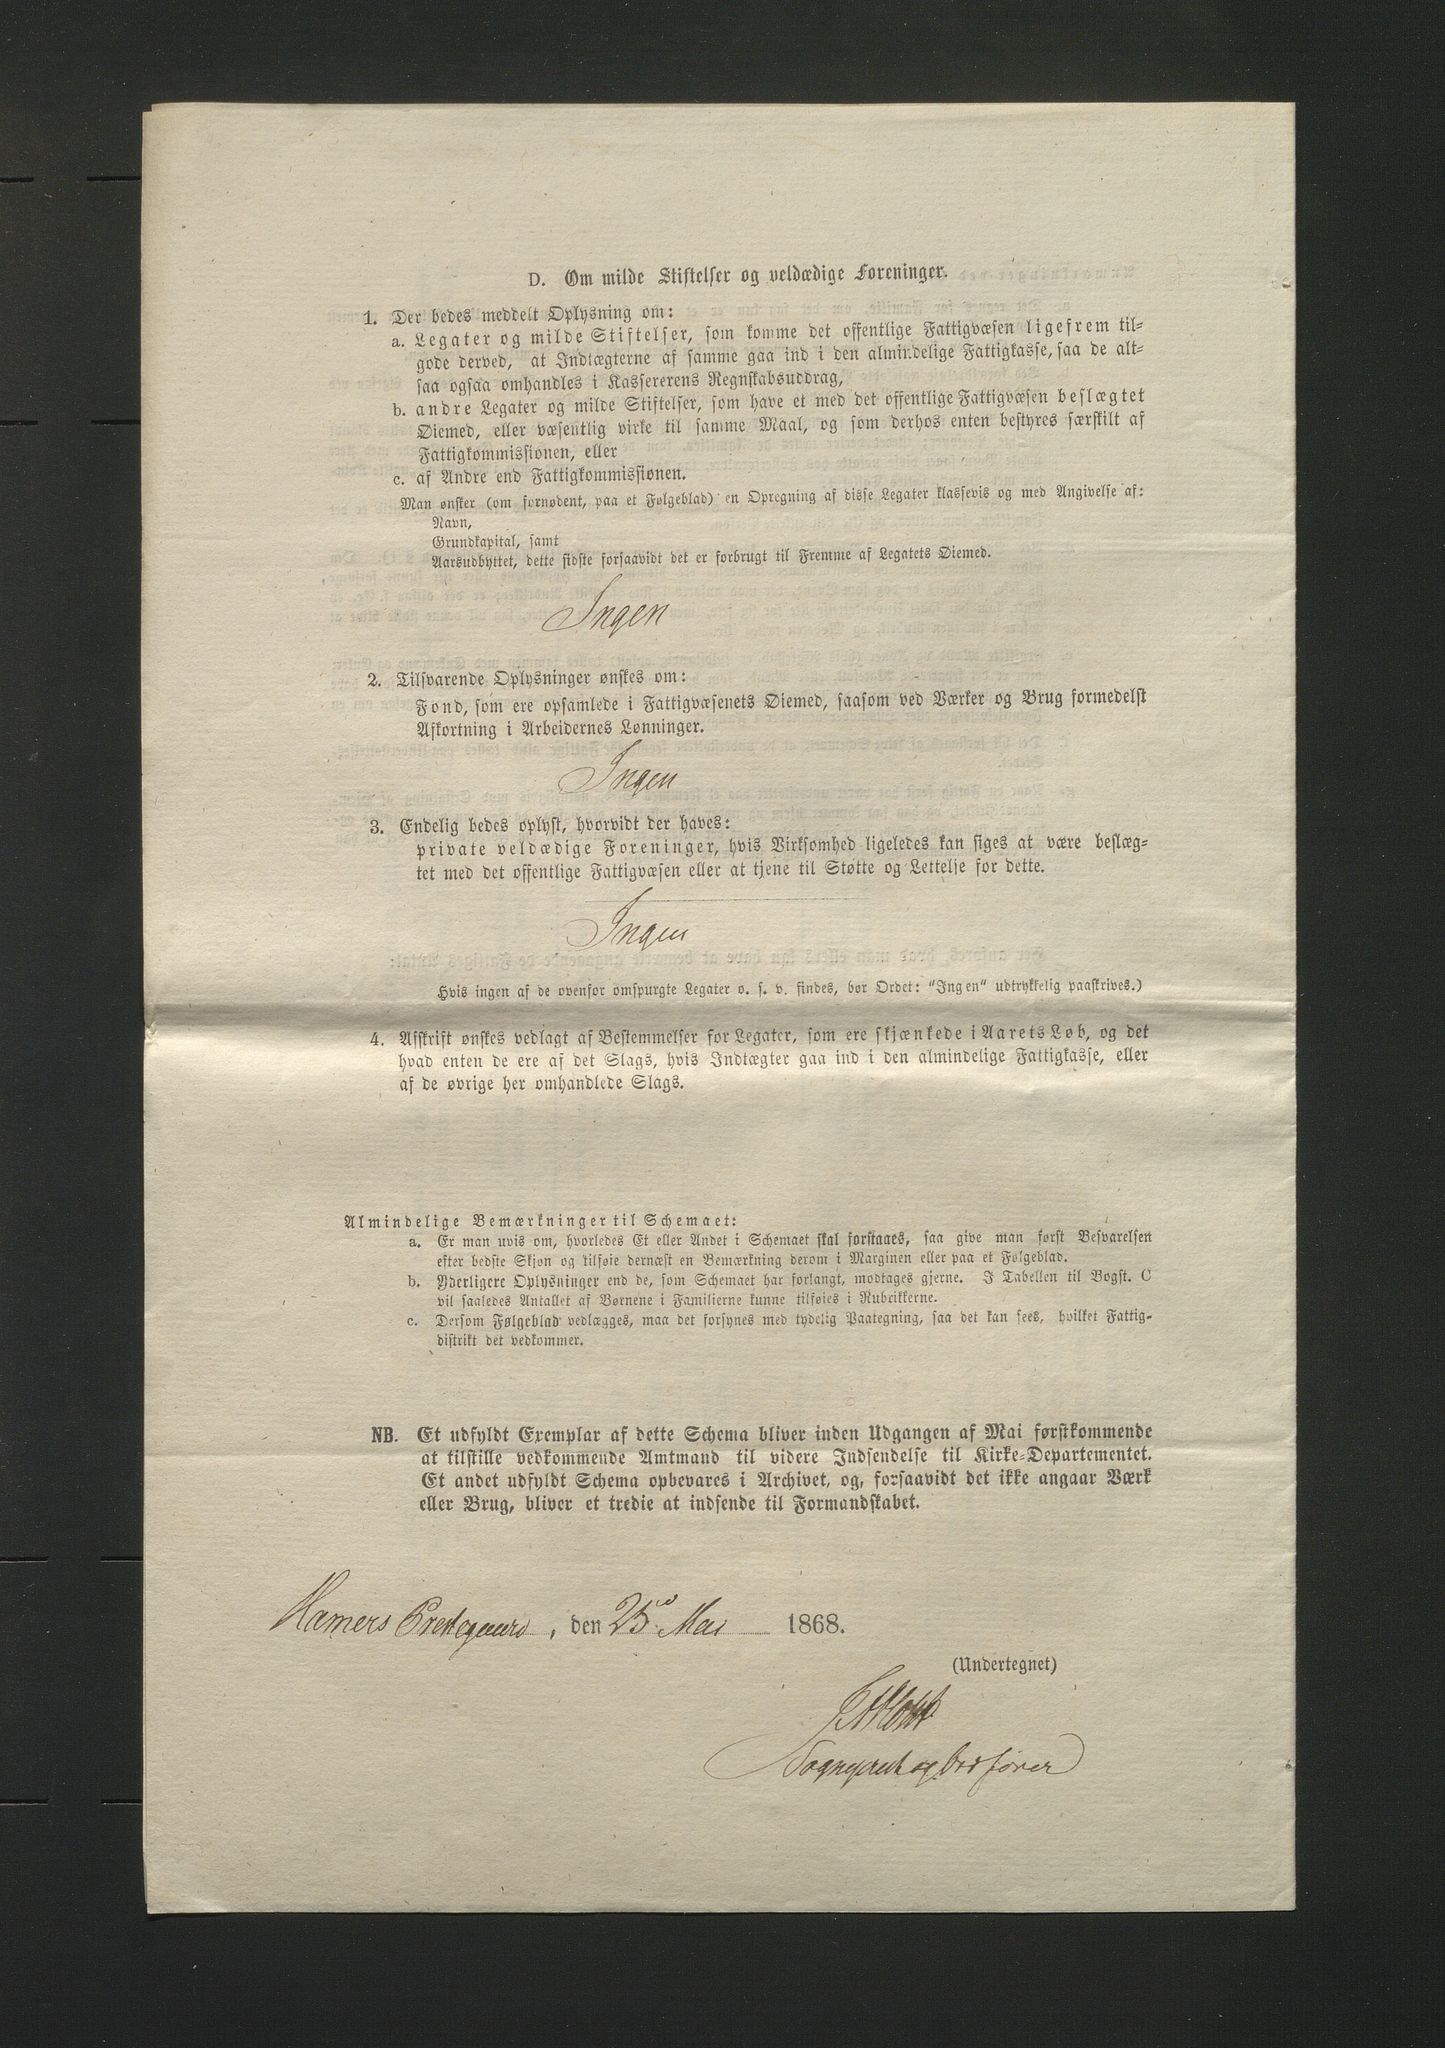 D. Om milde Stiftelser og veldædige Foreninger.
1. Der bedes meddelt Oplysning om:
a. Legater og milde Stiftelser, som komme det offentlige Fattigvæsen ligefrem til-
gode derved, at Indtægterne af samme gaa ind i den almindelige Fattigkasse, saa de alt-
saa ogsaa omhandles i Kassererens Regnskabsuddrag,
b. andre Legater og milde Stiftelser, som have et med det offentlige Fattigvæsen beslægtet
Øiemed, eller væsentlig virke til samme Maal, og som derhos enten bestyres særskilt af
Fattigkommissionen, eller
c. af Andre end Fattigkommissionen.
Man ønsker (om fornødent, paa et Følgeblad) en Opregning af disse Legater klassevis og med Angivelse af:
Navn,
Grundkapital, samt
Aarsudbyttet, dette sidste forsaavidt det er forbrugt til Fremme af Legatets Øiemed.
Ingen
2. Tilsvarende Oplysninger ønskes om:
Fond, som ere opsamlede i Fattigvæsenets Øiemed, saasom ved Værker og Brug formedelst
Afkortning i Arbeidernes Lønninger.
Ingen
3. Endelig bedes oplyst, hvorvidt der haves:
private veldædige Foreninger, hvis Virksomhed ligeledes kan siges at være beslæg-
tet med det offentlige Fattigvæsen eller at tjene til Støtte og Lettelse for dette.
Ingen
Hvis ingen af de ovenfor omspurgte Legater o. s. v. findes, bør Ordet: "Ingen" udtrykkelig paaskrives.)
4. Afskrift ønskes vedlagt af Bestemmelser for Legater, som ere skjænkede i Aarets Løb, og det
hvad enten de ere af det Slags, hvis Indtægter gaa ind i den almindelige Fattigkasse, eller
af de øvrige her omhandlede Slags.
Almindelige Bemærkninger til Schemaet:
a. Er man uvis om, hvorledes Et eller Andet i Schemaet skal forstaaes, saa give man først Besvarelsen
efter bedste Skjøn og tilføie dernæst en Bemærkning derom i Marginen eller paa et Følgeblad.
b. Yderligere Oplysninger end de, som Schemaet har forlangt, modtages gjerne. I Tabellen til Bogst. C
vil saaledes Antallet af Børnene i Familierne kunne tilføies i Rubrikkerne.
c. Dersom Følgeblad vedlægges, maa det forsynes med tydelig Paategning, saa det kan sees, hvilket Fattig-
distrikt det vedkommer.
NB. Et udfyldt Exemplar af dette Schema bliver inden Udgangen af Mai førstkommende
at tilstille vedkommende Amtmand til videre Indsendelse til Kirke-Departementet.
Et andet udfyldt Schema opbevares i Archivet, og, forsaavidt det ikke angaar Værk
eller Brug, bliver et tredie at indsende til Formandskabet.
Hamers Prestegaard, den 25 Mai 1868.
(Undertegnet)
Sogneprest og Ordfører